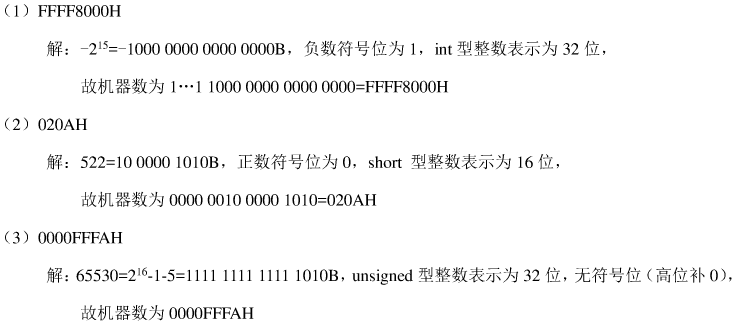 （1）FFFF8000H
解：−2¹⁵=−1000 0000 0000 0000B，负数符号位为 1，int 型整数表示为 32 位，
故机器数为 1⋯1 1000 0000 0000 0000=FFFF8000H
（2）020AH
解：522=10 0000 1010B，正数符号位为 0，short 型整数表示为 16 位，
故机器数为 0000 0010 0000 1010=020AH
（3）0000FFFAH
解：65530=2¹⁶-1-5=1111 1111 1111 1010B，unsigned 型整数表示为 32 位，无符号位（高位补 0），
故机器数为 0000FFFAH